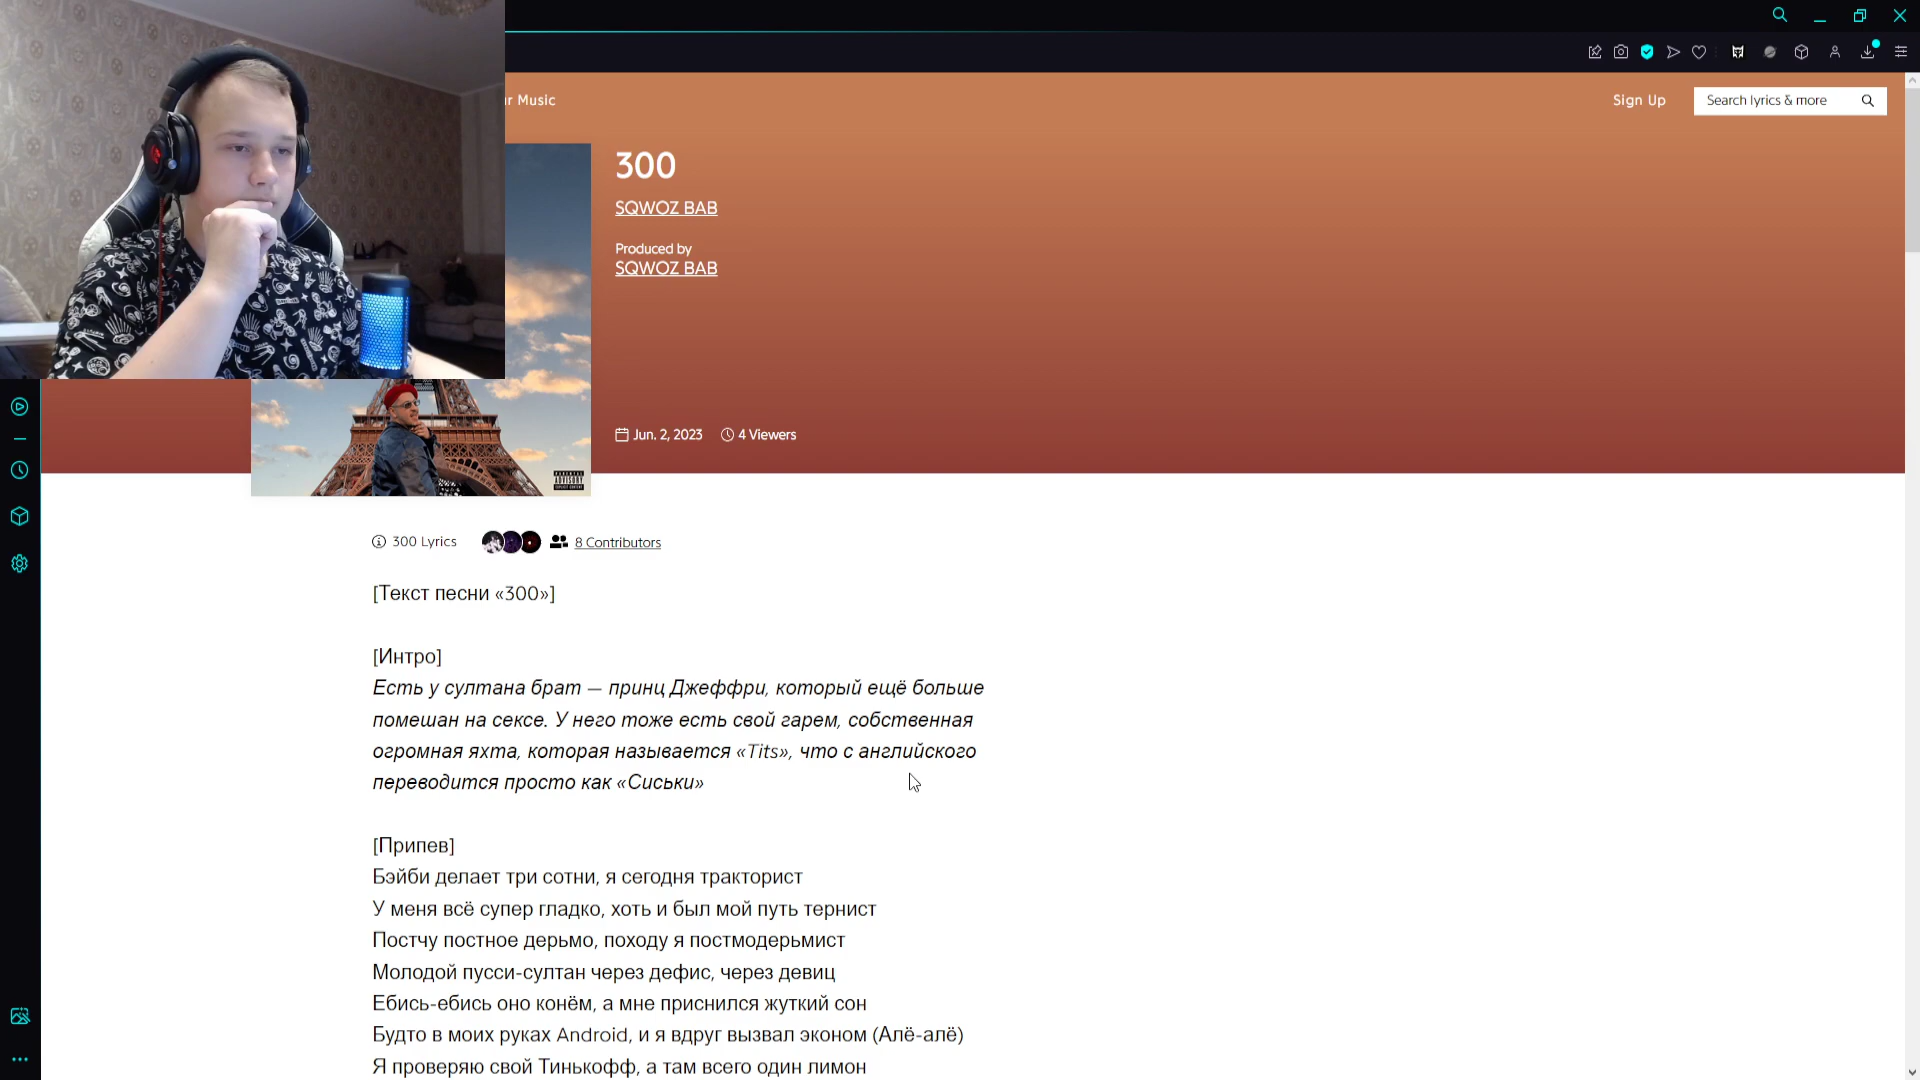 r Music
Sign Up
Search lyrics & more
300
SQWOZ BAB
Produced by
SQWOZ BAB
Jun. 2, 2023
4 Viewers
PARENTAL
ADVISORY
EXPLICIT CONTENT
300 Lyrics
8 Contributors
[Текст песни «300»]
[Интро]
Есть у султана брат — принц Джеффри, который ещё больше
помешан на сексе. У него тоже есть свой гарем, собственная
огромная яхта, которая называется «Tits», что с английского
переводится просто как «Сиськи»
[Припев]
Бэйби делает три сотни, я сегодня тракторист
У меня всё супер гладко, хоть и был мой путь тернист
Постчу постное дерьмо, походу я постмодерьмист
Молодой пусси-султан через дефис, через девиц
Ебись-ебись оно конём, а мне приснился жуткий сон
Будто в моих руках Android, и я вдруг вызвал эконом (Алё-алё)
Я проверяю свой Тинькофф, а там всего один лимон